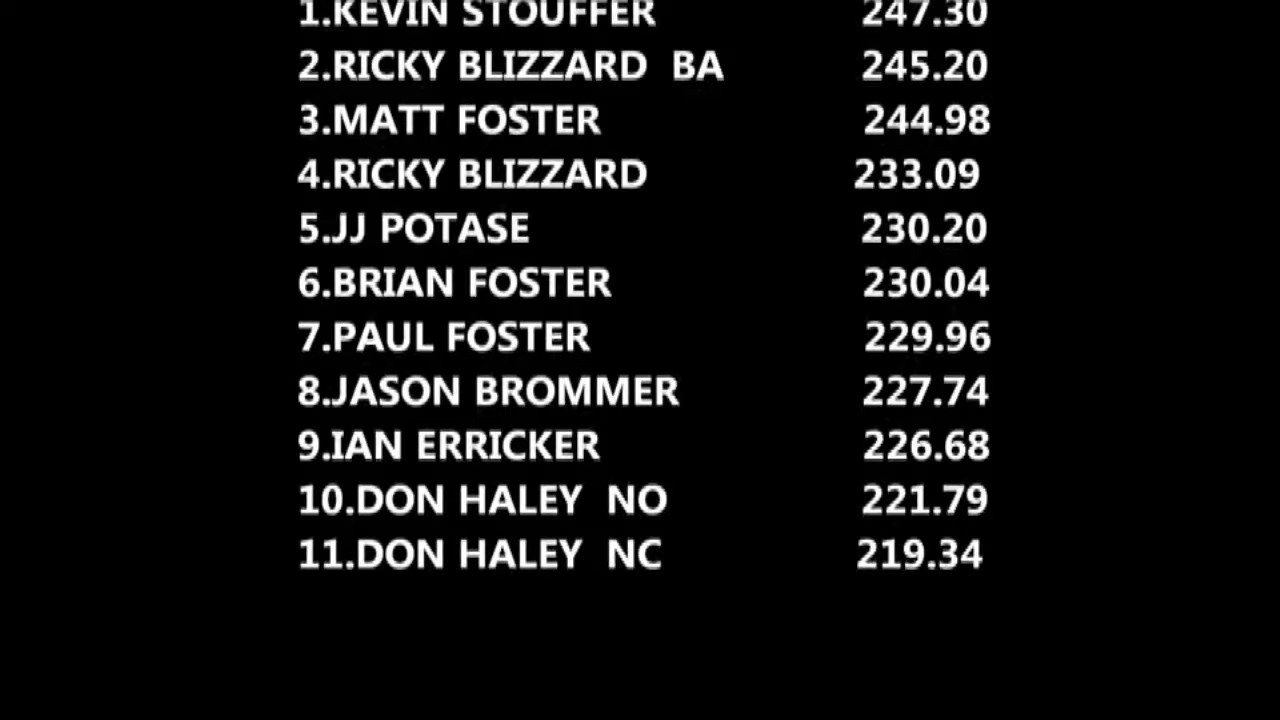 1.KEVIN STOUFFER 247.30
2.RICKY BLIZZARD BA 245.20
3.MATT FOSTER 244.98
4.RICKY BLIZZARD 233.09
5.JJ POTASE 230.20
6.BRIAN FOSTER 230.04
7.PAUL FOSTER 229.96
8.JASON BROMMER 227.74
9.IAN ERRICKER 226.68
10.DON HALEY NO 221.79
11.DON HALEY NC 219.34